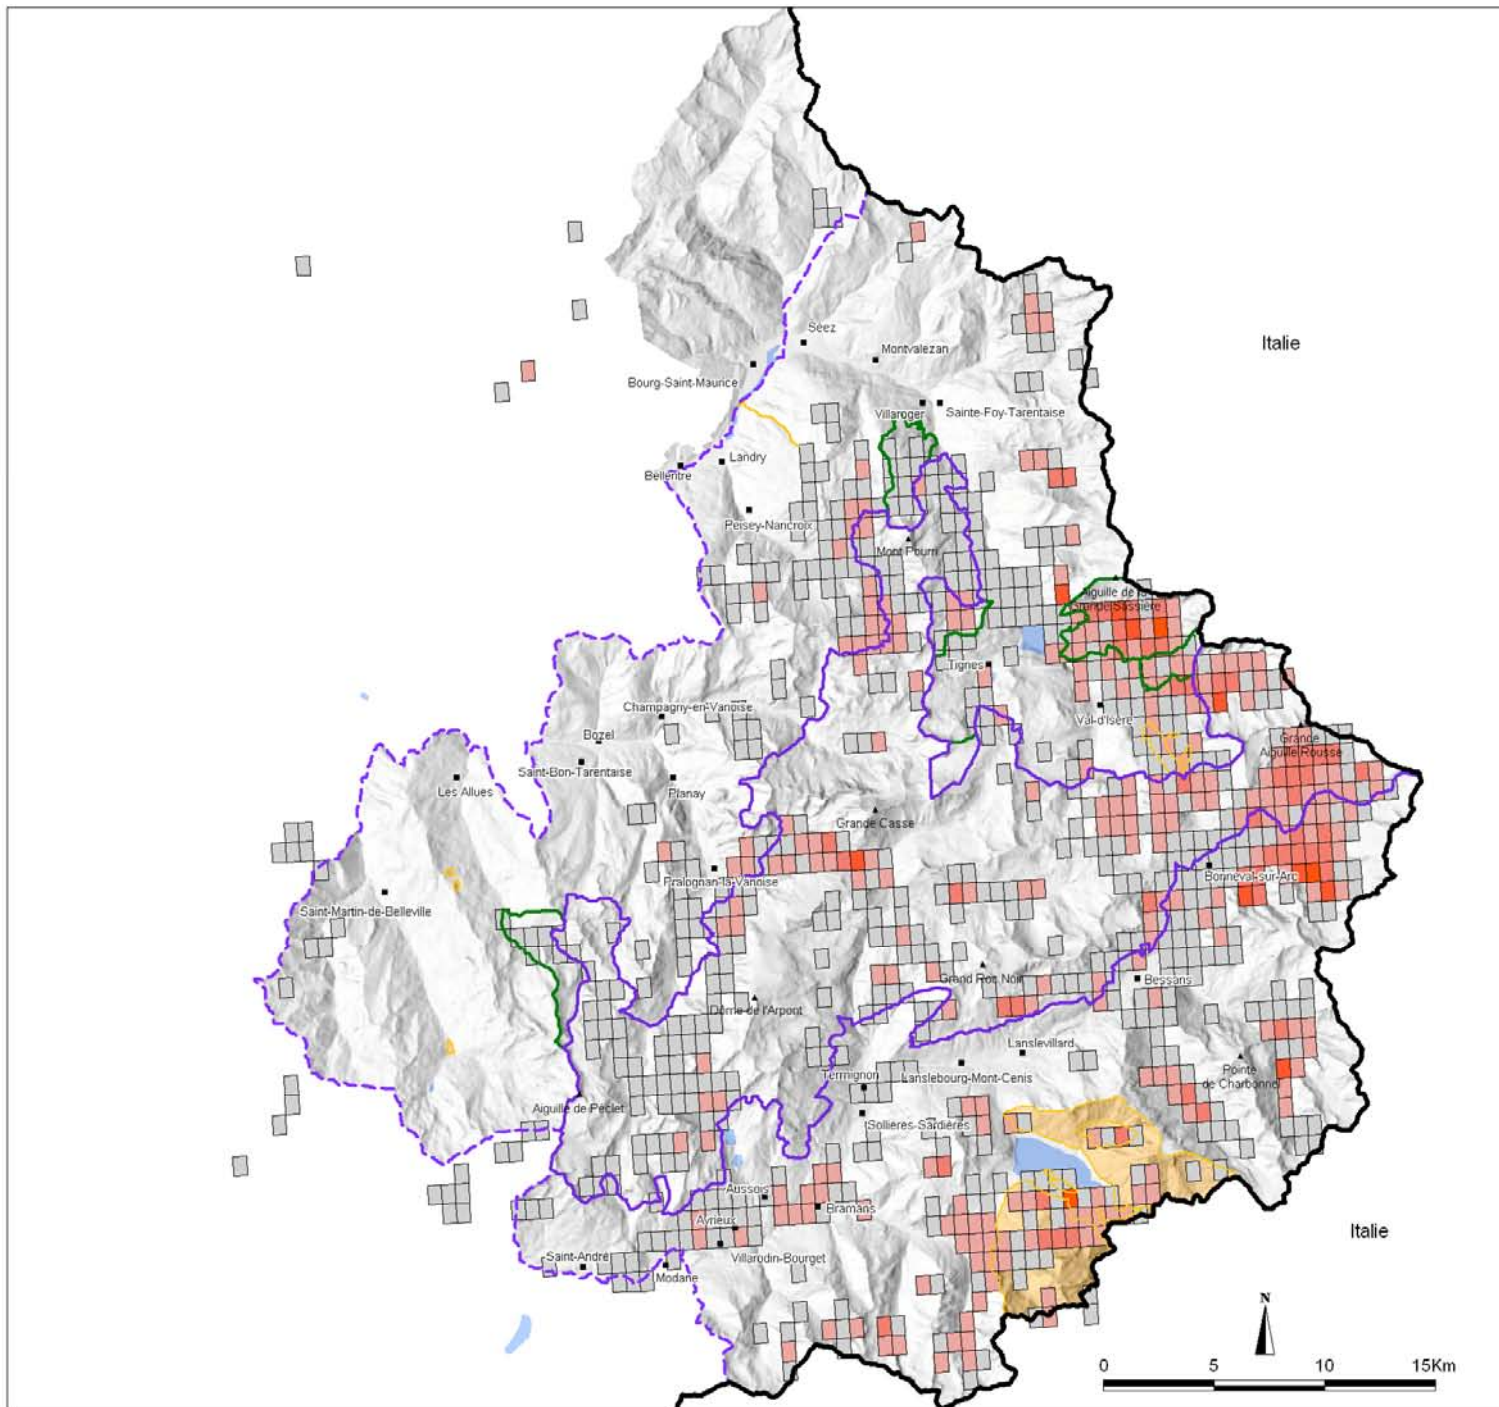 Italie
Séez
Montvalezan
Bourg-Saint-Maurice
Villaroger
Sainte-Foy-Tarentaise
Landry
Bellentre
Peisey-Nancroix
Mont Pourri
Aiguille de la
Grande Sassière
Tignes
Champagny-en-Vanoise
Val-d'Isère
Bozel
Grande
Aiguille Rousse
Saint-Bon-Tarentaise
Les Allues
Planay
Grande Casse
Pralognan-la-Vanoise
Bonneval-sur-Arc
Saint-Martin-de-Belleville
Grand Roc Noir
Bessans
Dôme de l'Arpont
Lanslevillard
Termignon
Lanslebourg-Mont-Cenis
Pointe
de Charbonnel
Aiguille de Péclet
Sollières-Sardières
Aussois
Bramans
Avrieux
Italie
Saint-André
Villarodin-Bourget
Modane
N
0 5 10 15Km